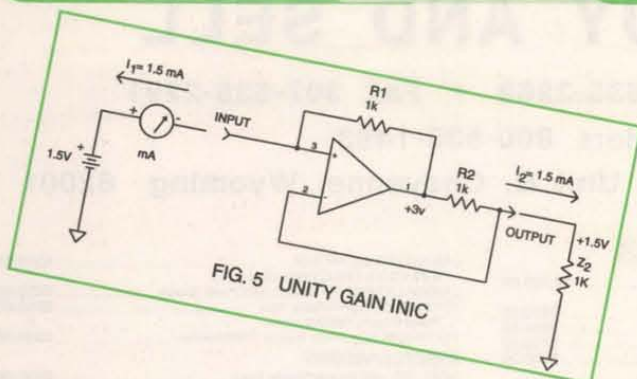 I₁= 1.5 mA
+
-
mA
INPUT
1.5V
+
R1
1k
3
+
2
-
+3v
R2
1k
I₂= 1.5 mA
OUTPUT
+1.5V
Z₂
1K
FIG. 5 UNITY GAIN INIC